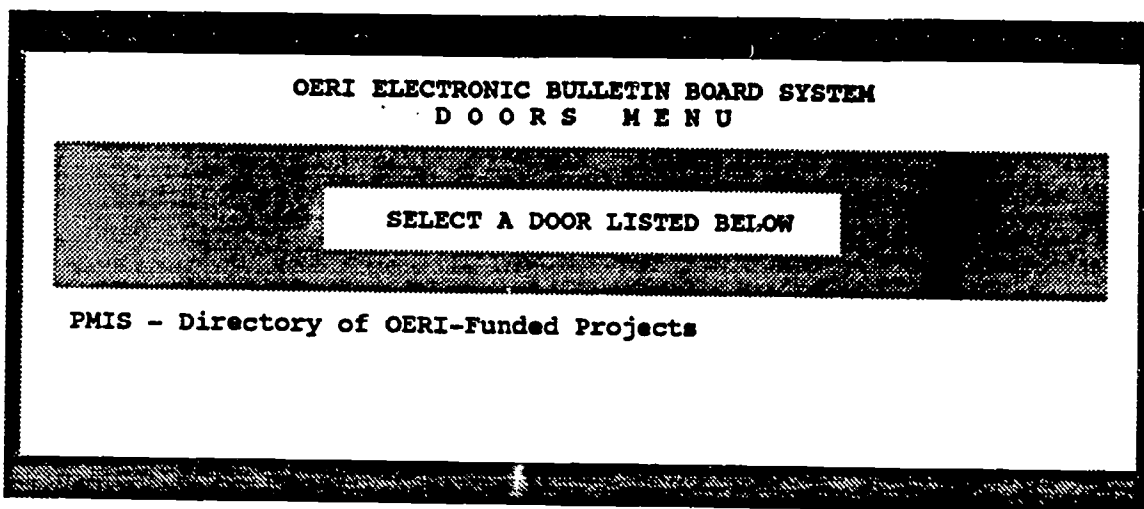 OERI ELECTRONIC BULLETIN BOARD SYSTEM
D O O R S   M E N U
SELECT A DOOR LISTED BELOW
PMIS - Directory of OERI-Funded Projects